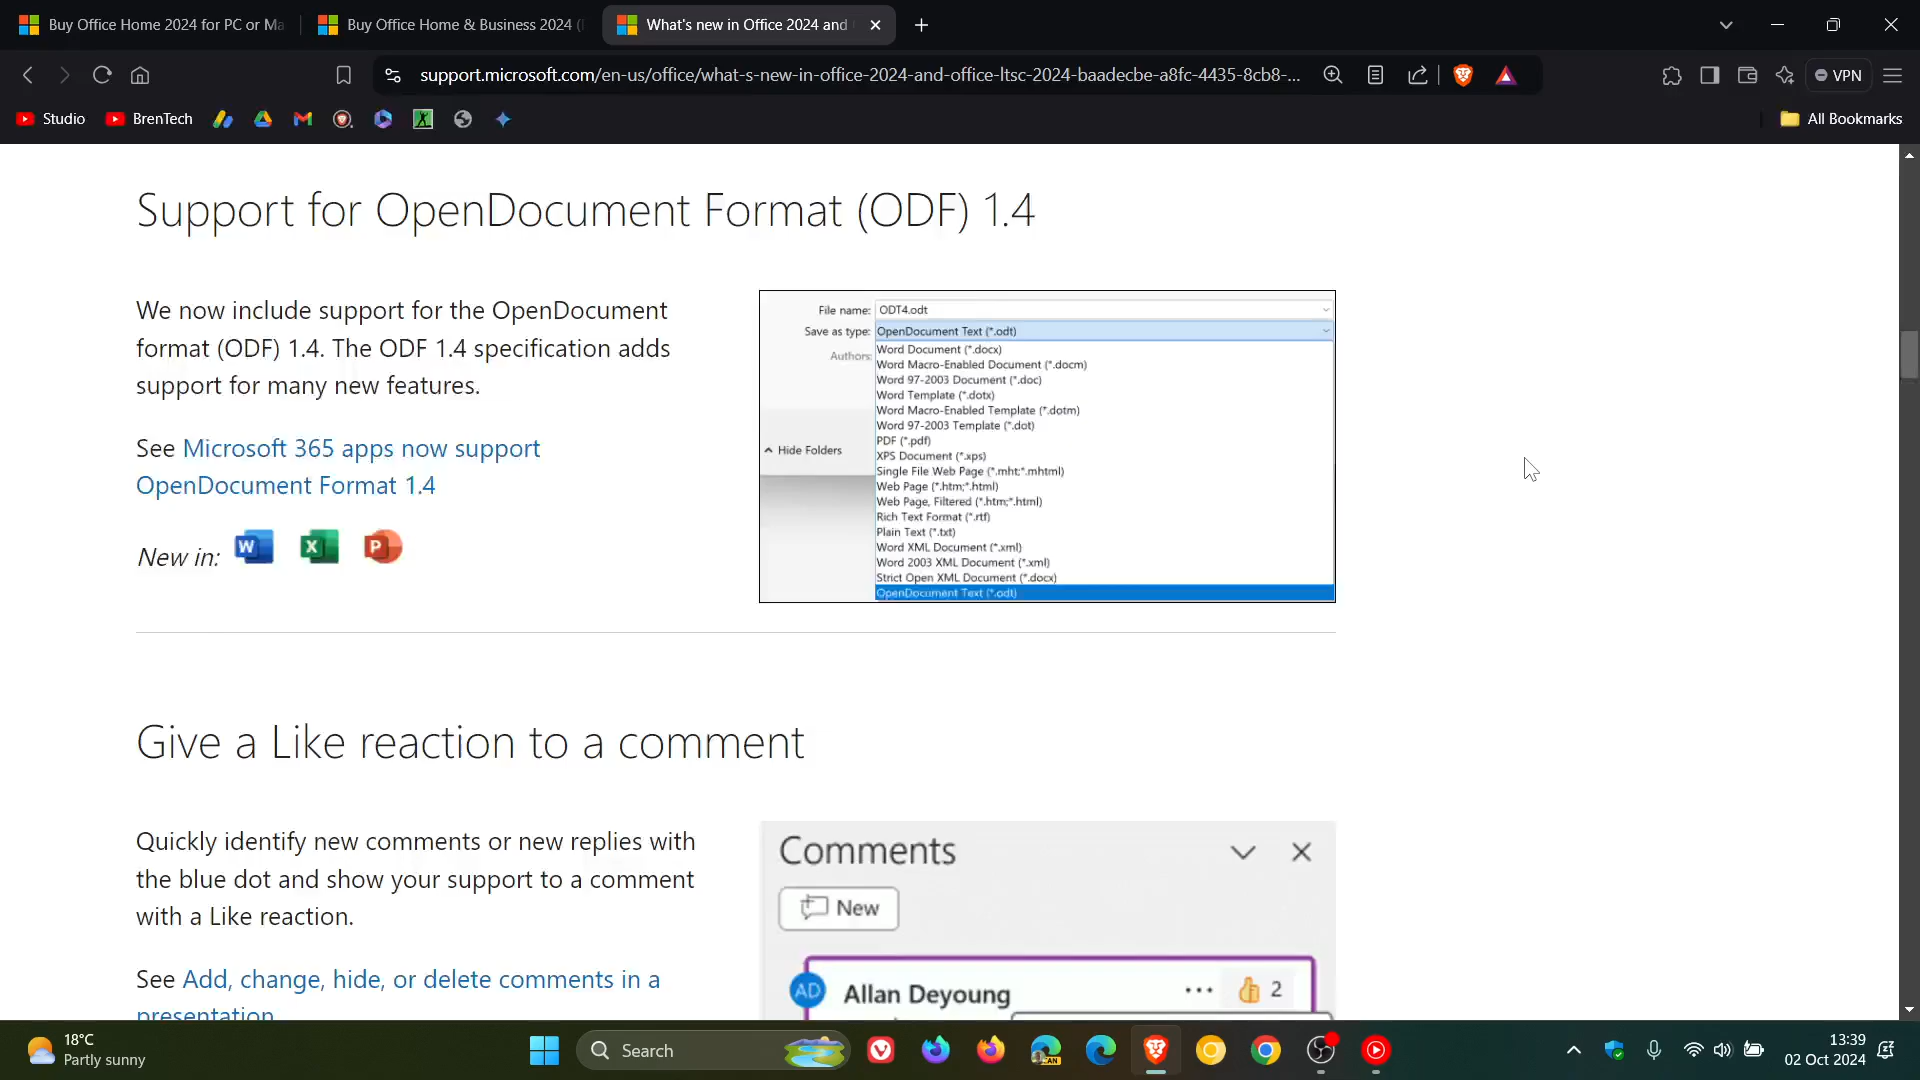 Buy Office Home 2024 for PC or Ma
Buy Office Home & Business 2024 (
What's new in Office 2024 and
support.microsoft.com/en-us/office/what-s-new-in-office-2024-and-office-ltsc-2024-baadecbe-a8fc-4435-8cb8-...
VPN
Studio
BrenTech
All Bookmarks
Support for OpenDocument Format (ODF) 1.4
We now include support for the OpenDocument
format (ODF) 1.4. The ODF 1.4 specification adds
support for many new features.
See Microsoft 365 apps now support
OpenDocument Format 1.4
New in:
W
X
P
File name: ODT4.odt
Save as type: OpenDocument Text (*.odt)
Authors:
Word Document (*.docx)
Word Macro-Enabled Document (*.docm)
Word 97-2003 Document (*.doc)
Word Template (*.dotx)
Word Macro-Enabled Template (*.dotm)
Word 97-2003 Template (*.dot)
PDF (*.pdf)
Hide Folders
XPS Document (*.xps)
Single File Web Page (*.mht;*.mhtml)
Web Page (*.htm;*.html)
Web Page, Filtered (*.htm;*.html)
Rich Text Format (*.rtf)
Plain Text (*.txt)
Word XML Document (*.xml)
Word 2003 XML Document (*.xml)
Strict Open XML Document (*.docx)
OpenDocument Text (*.odt)
Give a Like reaction to a comment
Quickly identify new comments or new replies with
the blue dot and show your support to a comment
with a Like reaction.
See Add, change, hide, or delete comments in a
presentation
Comments
New
AD
Allan Deyoung
2
18°C
Partly sunny
Search
CAN
13:39
02 Oct 2024